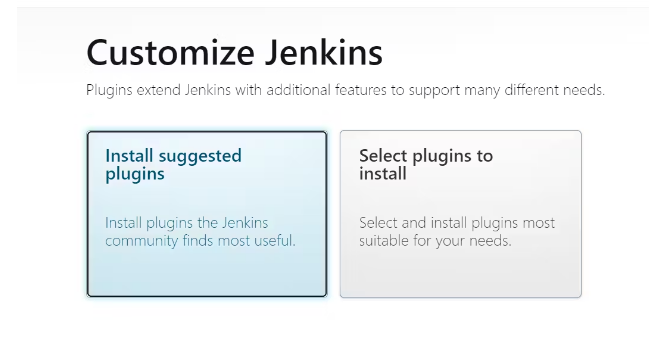 Customize Jenkins
Plugins extend Jenkins with additional features to support many different needs.
Install suggested
plugins
Install plugins the Jenkins
community finds most useful.
Select plugins to
install
Select and install plugins most
suitable for your needs.